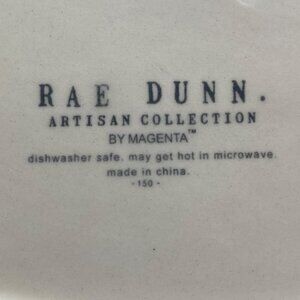 RAE DUNN.
ARTISAN COLLECTION
BY MAGENTA™
dishwasher safe. may get hot in microwave.
made in china.
- 150 -